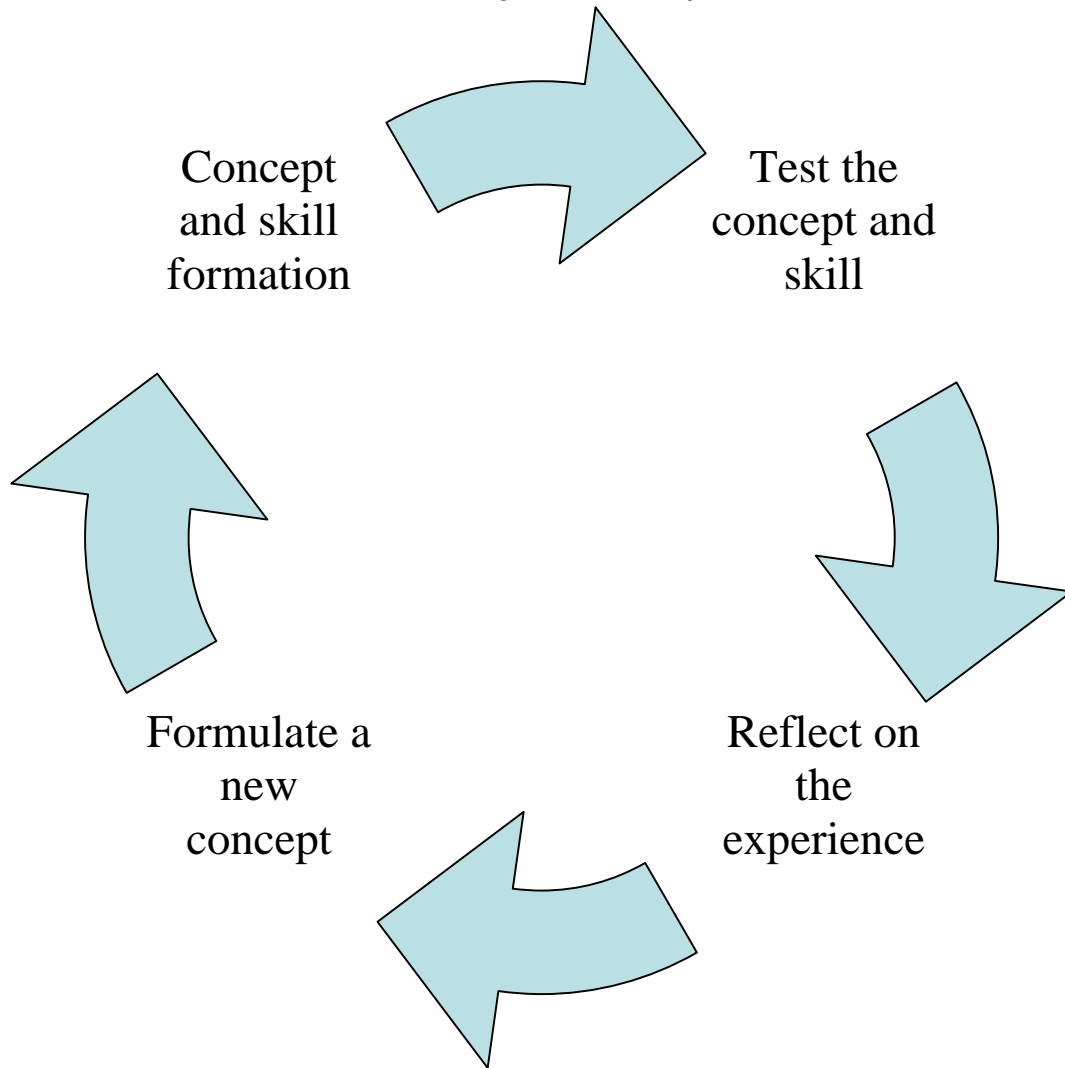 Concept
and skill
formation
Test the
concept and
skill
Reflect on
the
experience
Formulate a
new
concept